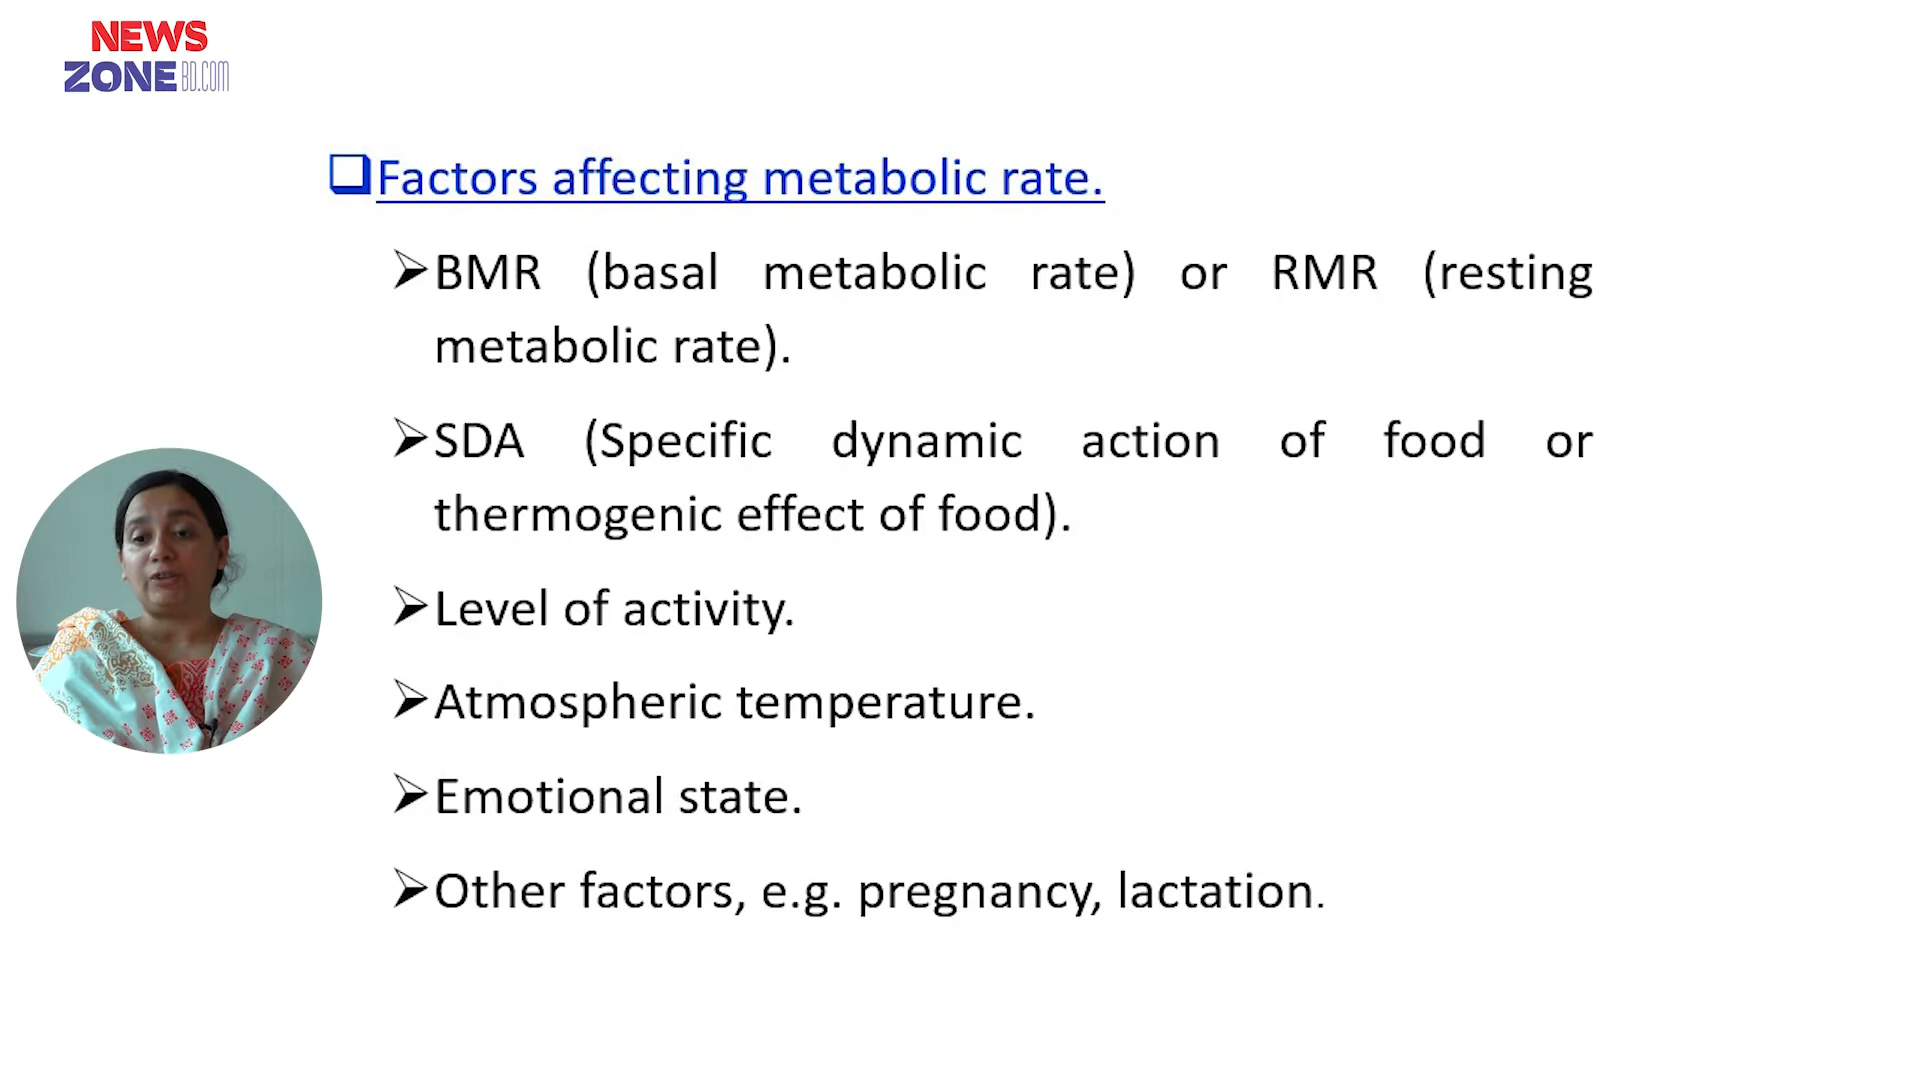 NEWS
ZONE BD.COM
Factors affecting metabolic rate.
BMR (basal metabolic rate) or RMR (resting
metabolic rate).
SDA (Specific dynamic action of food or
thermogenic effect of food).
Level of activity.
Atmospheric temperature.
Emotional state.
Other factors, e.g. pregnancy, lactation.